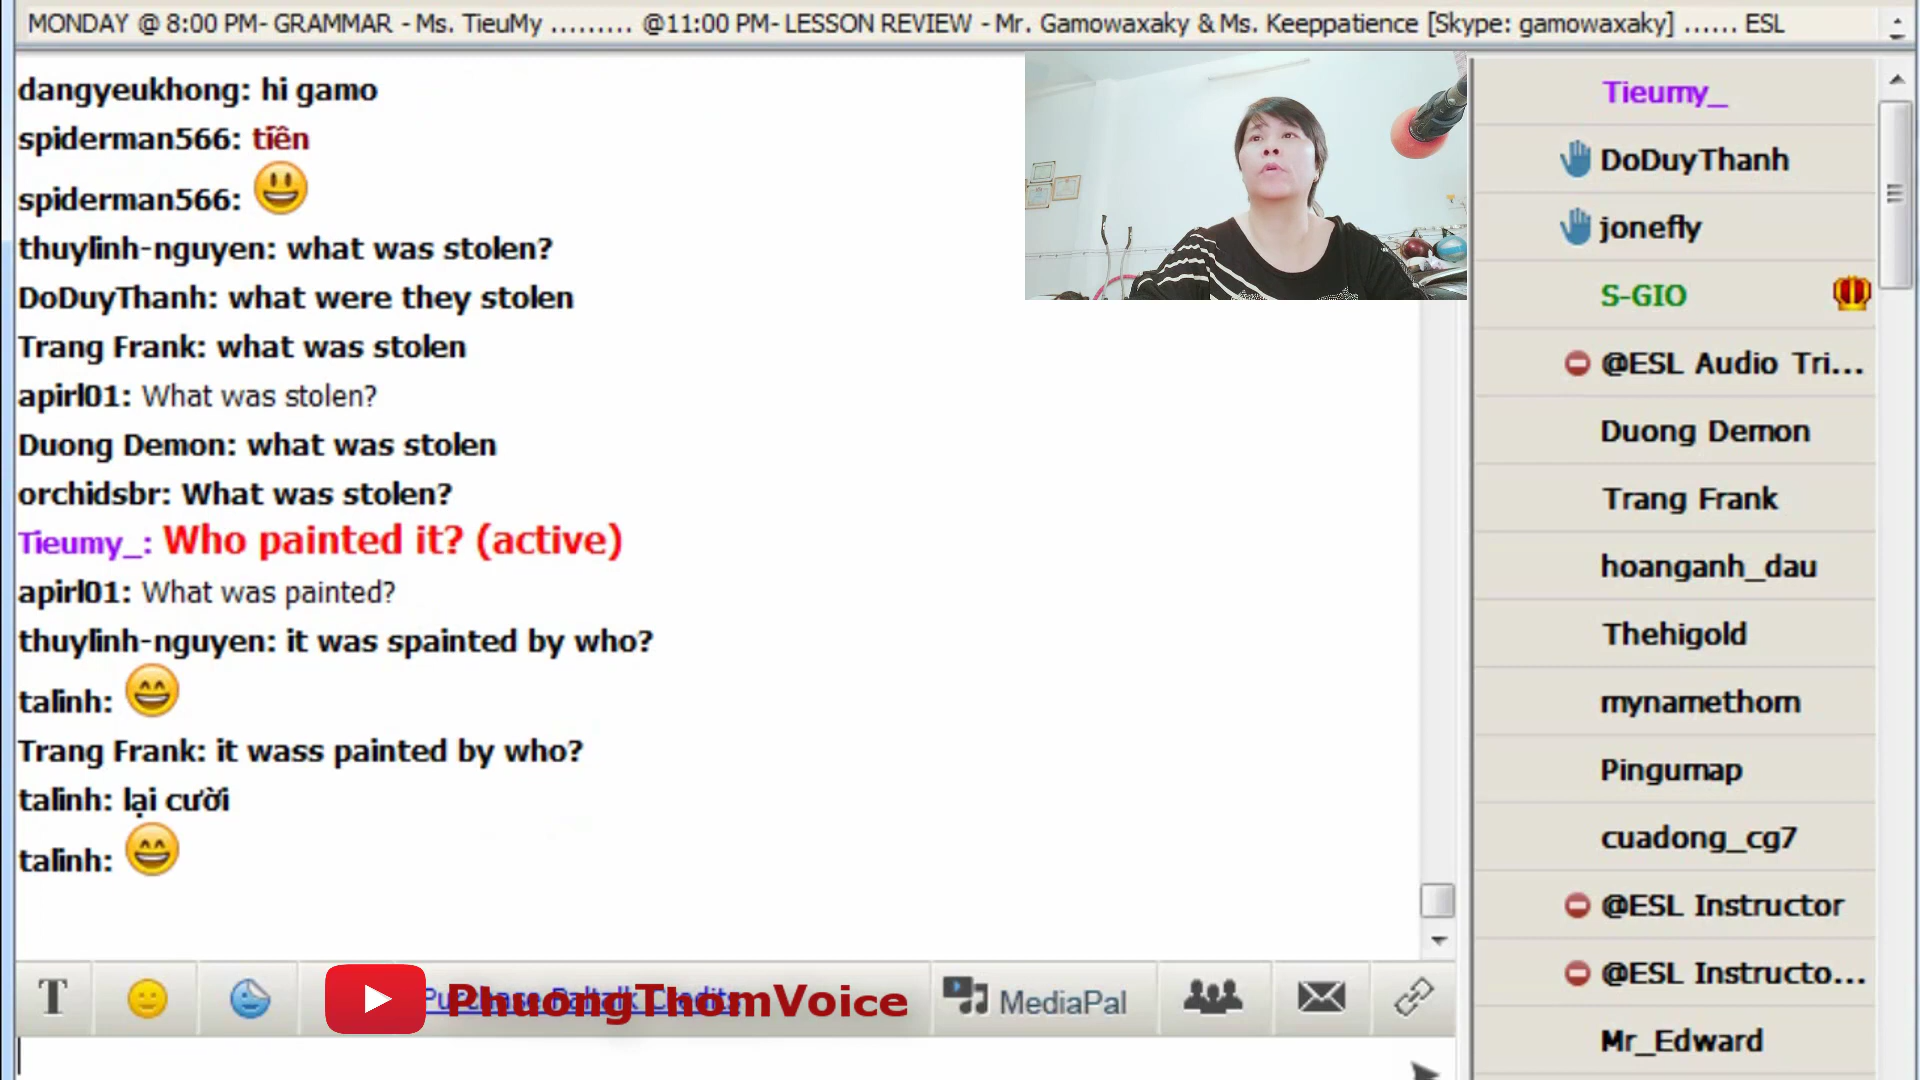 MONDAY @ 8:00 PM- GRAMMAR - Ms. TieuMy ......... @11:00 PM- LESSON REVIEW - Mr. Gamowaxaky & Ms. Keeppatience [Skype: gamowaxaky] ...... ESL
dangyeukhong: hi gamo
spiderman566: tiền
spiderman566:
thuylinh-nguyen: what was stolen?
DoDuyThanh: what were they stolen
Trang Frank: what was stolen
apirl01: What was stolen?
Duong Demon: what was stolen
orchidsbr: What was stolen?
Tieumy_: Who painted it? (active)
apirl01: What was painted?
thuylinh-nguyen: it was spainted by who?
talinh:
Trang Frank: it wass painted by who?
talinh: lại cười
talinh:
T
Purchase Paltalk Credits
PhuongThomVoice
MediaPal
Tieumy_
DoDuyThanh
jonefly
S-GIO
@ESL Audio Tri...
Duong Demon
Trang Frank
hoanganh_dau
Thehigold
mynamethom
Pingumap
cuadong_cg7
@ESL Instructor
@ESL Instructo...
Mr_Edward